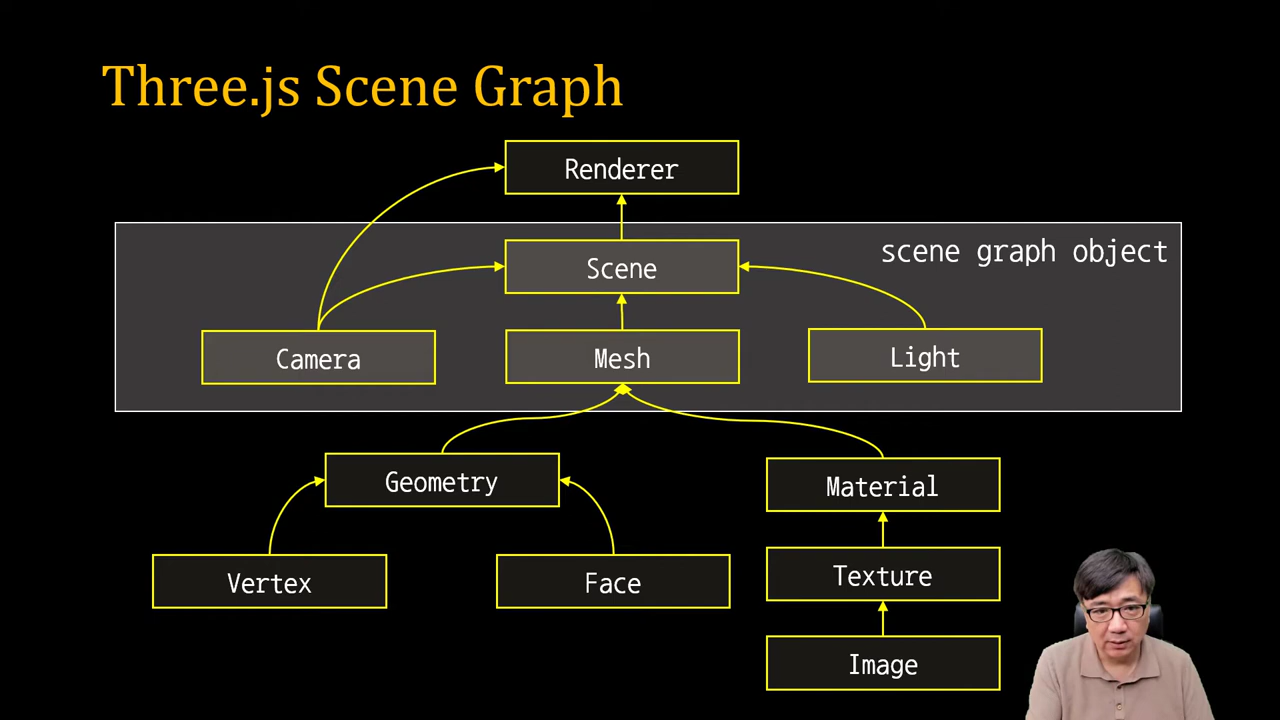 Three.js Scene Graph
Renderer
scene graph object
Scene
Camera
Mesh
Light
Geometry
Material
Vertex
Face
Texture
Image